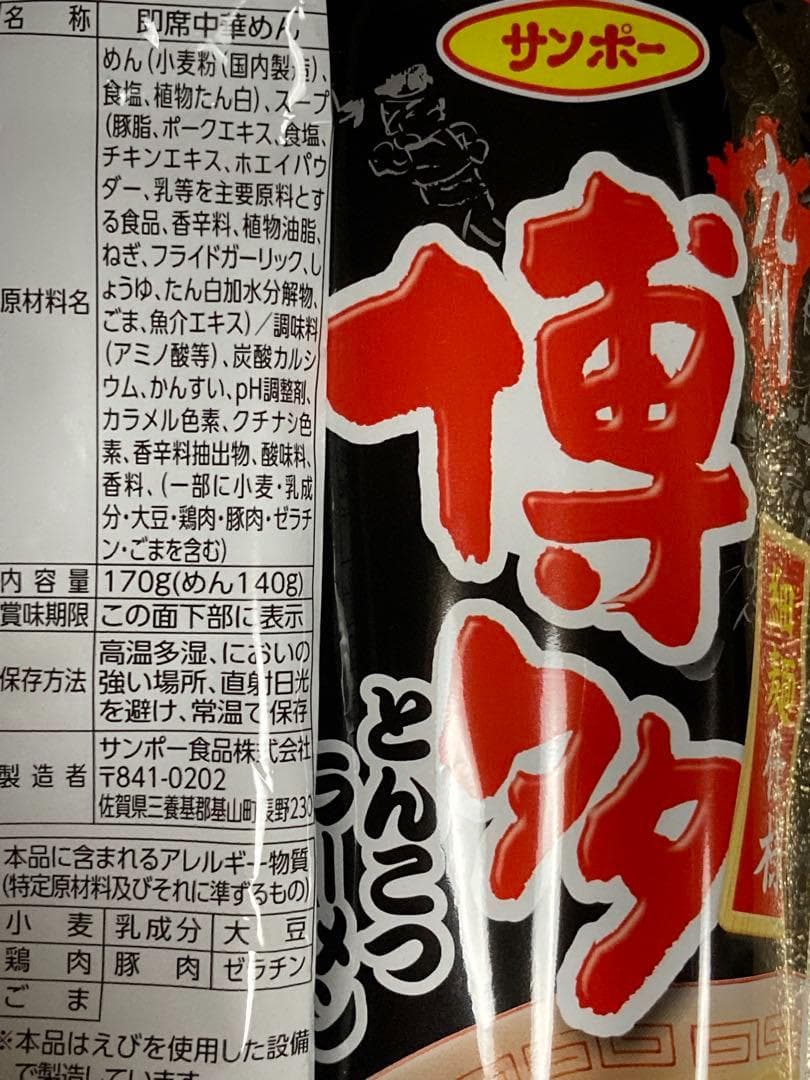 名称 即席中華めん
原材料名
めん(小麦粉(国内製造)、
食塩、植物たん白)、スープ
(豚脂、ポークエキス、食塩、
チキンエキス、ホエイパウ
ダー、乳等を主要原料とす
る食品、香辛料、植物油脂、
ねぎ、フライドガーリック、し
ょうゆ、たん白加水分解物、
ごま、魚介エキス)/調味料
(アミノ酸等)、炭酸カルシ
ウム、かんすい、pH調整剤、
カラメル色素、クチナシ色
素、香辛料抽出物、酸味料、
香料、(一部に小麦・乳成
分・大豆・鶏肉・豚肉・ゼラチ
ン・ごまを含む)
内容量 170g(めん140g)
賞味期限 この面下部に表示
保存方法
高温多湿、においの
強い場所、直射日光
を避け、常温で保存
製造者
サンポー食品株式会社
〒841-0202
佐賀県三養基郡基山町長野230
本品に含まれるアレルギー物質
(特定原材料及びそれに準ずるもの)
小麦 乳成分 大豆
鶏肉 豚肉 ゼラチン
ごま
※本品はえびを使用した設備
で製造しています
サンポー
九州
博多
とんこつ
ラーメン